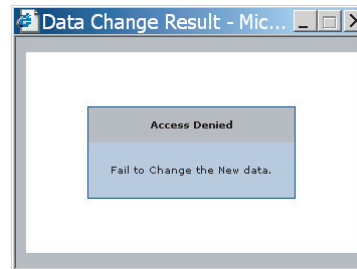 Data Change Result - Mic...
Access Denied
Fail to Change the New data.